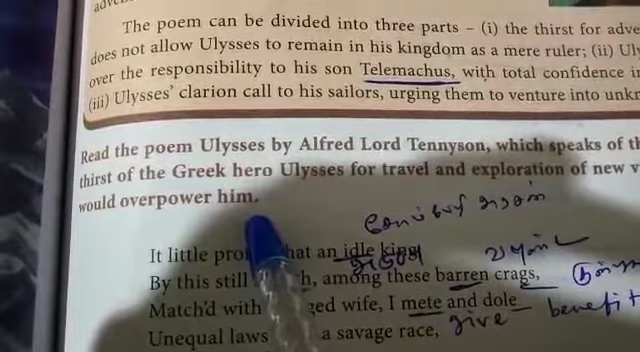 adve
The poem can be divided into three parts – (i) the thirst for adve
does not allow Ulysses to remain in his kingdom as a mere ruler; (ii) Ul
over the responsibility to his son Telemachus, with total confidence i
(iii) Ulysses' clarion call to his sailors, urging them to venture into unk
Read the poem Ulysses by Alfred Lord Tennyson, which speaks of th
thirst of the Greek hero Ulysses for travel and exploration of new v
would overpower him.
It little pro hat an idle king
By this still h, among these barren crags,
Match'd with ged wife, I mete and dole
give benefit
Unequal laws a savage race,